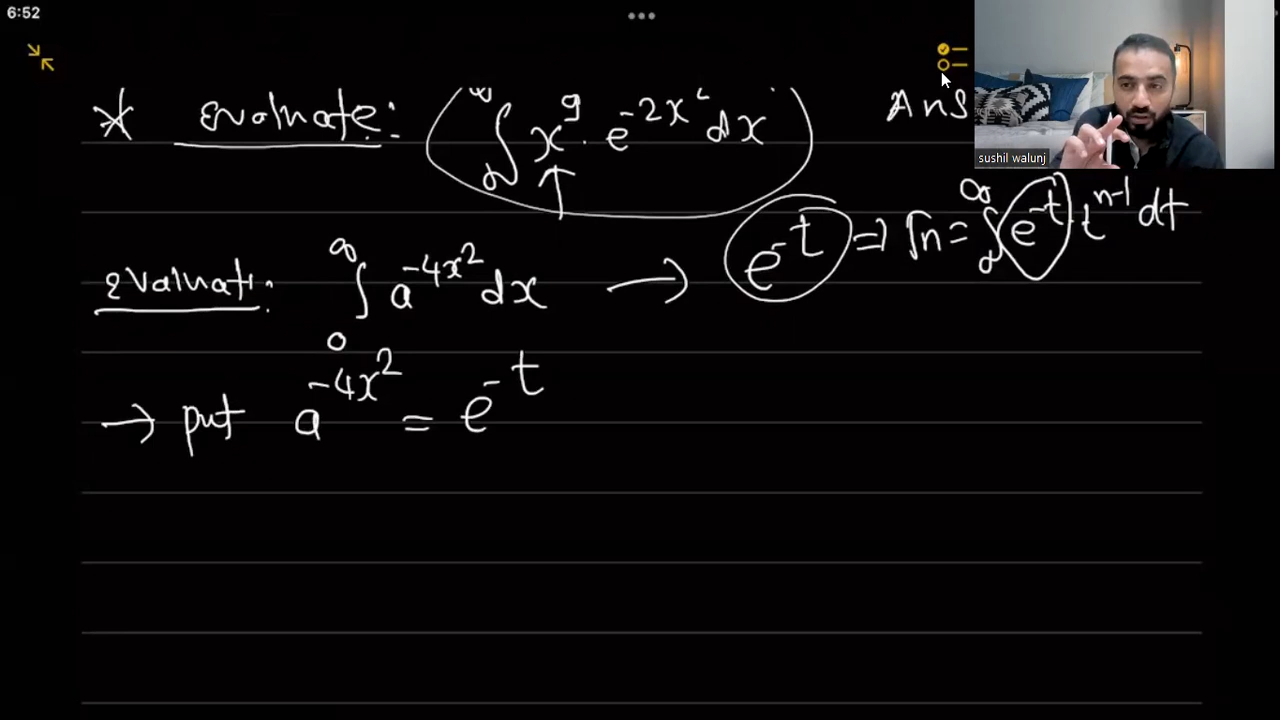 6:52
* evaluate: ∫₀^∞ x⁹ · e^(-2x²) dx Ans
sushil walunj
evaluati: ∫₀^∞ a^(-4x²) dx → e^(-t) ⇒ Γn = ∫₀^∞ e^(-t) · t^(n-1) dt
→ put a^(-4x²) = e^(-t)